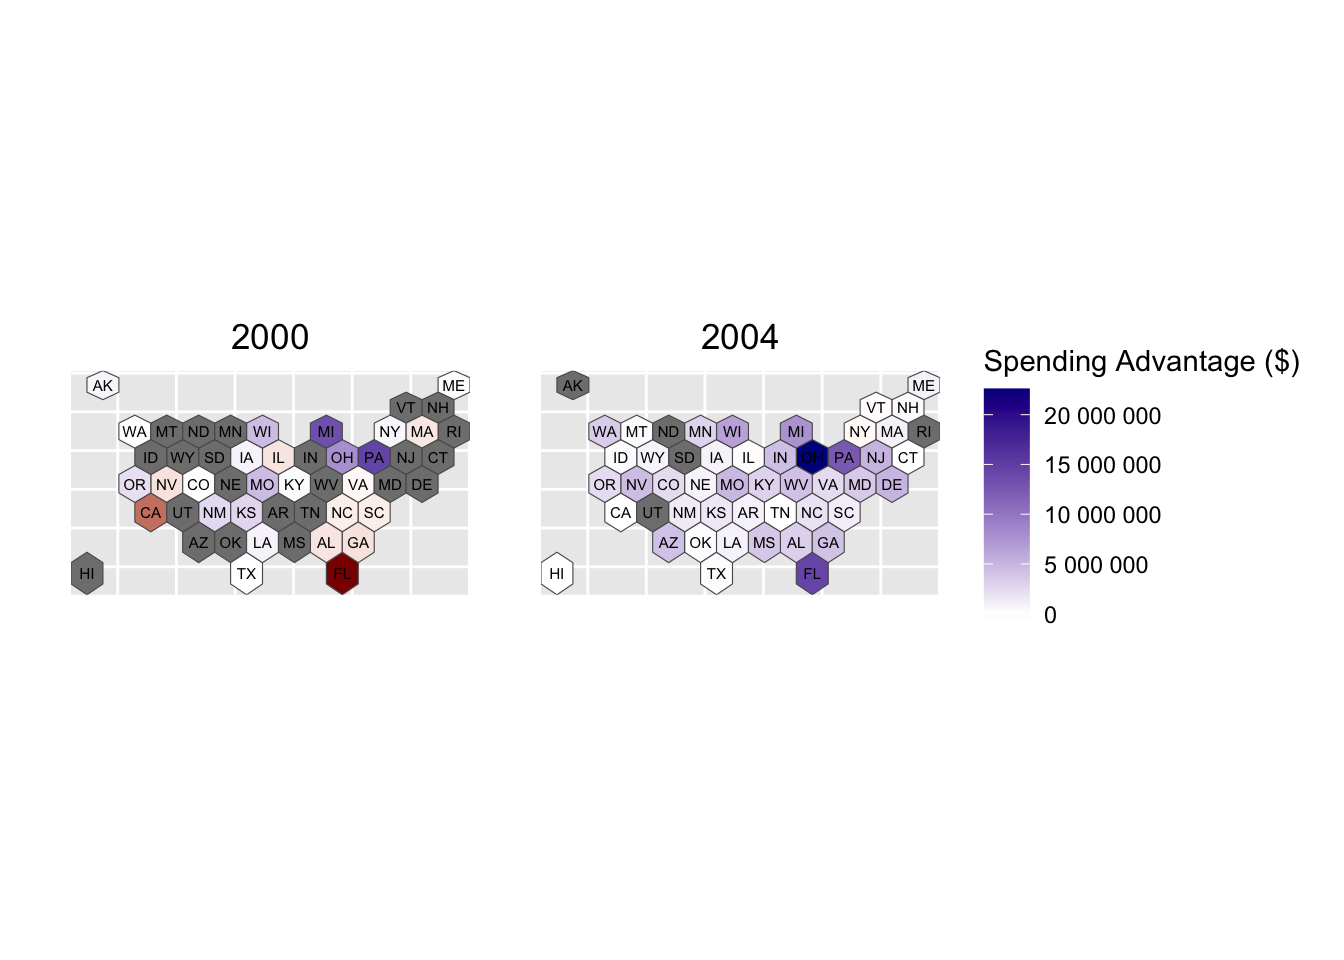 2000
AK ME
VT NH
WA MT ND MN WI MI NY MA RI
ID WY SD IA IL IN OH PA NJ CT
OR NV CO NE MO KY WV VA MD DE
CA UT NM KS AR TN NC SC
AZ OK LA MS AL GA
HI TX FL
2004
AK ME
VT NH
WA MT ND MN WI MI NY MA RI
ID WY SD IA IL IN OH PA NJ CT
OR NV CO NE MO KY WV VA MD DE
CA UT NM KS AR TN NC SC
AZ OK LA MS AL GA
HI TX FL
Spending Advantage ($)
20 000 000
15 000 000
10 000 000
5 000 000
0